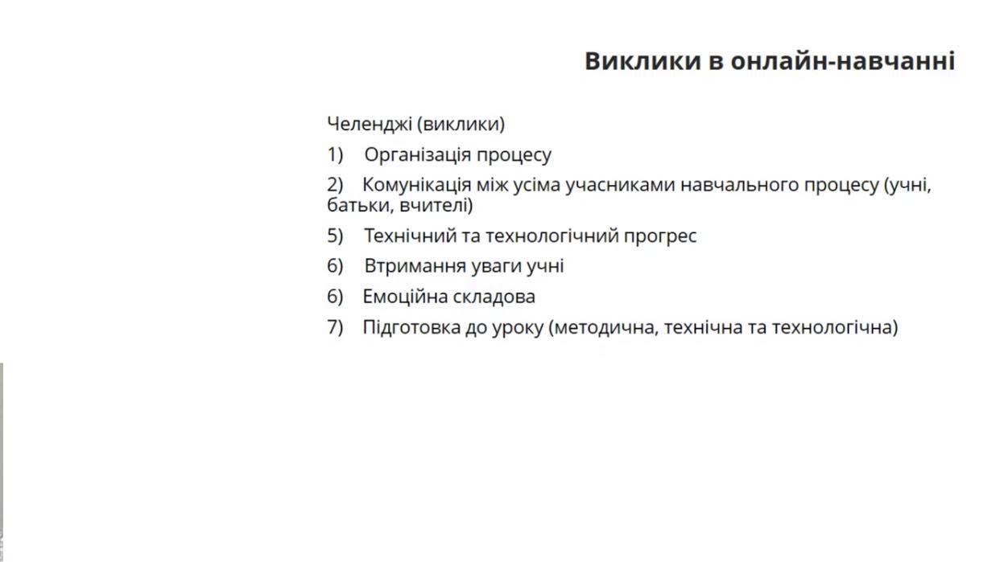 Виклики в онлайн-навчанні
Челенджі (виклики)
1) Організація процесу
2) Комунікація між усіма учасниками навчального процесу (учні,
батьки, вчителі)
5) Технічний та технологічний прогрес
6) Втримання уваги учні
6) Емоційна складова
7) Підготовка до уроку (методична, технічна та технологічна)